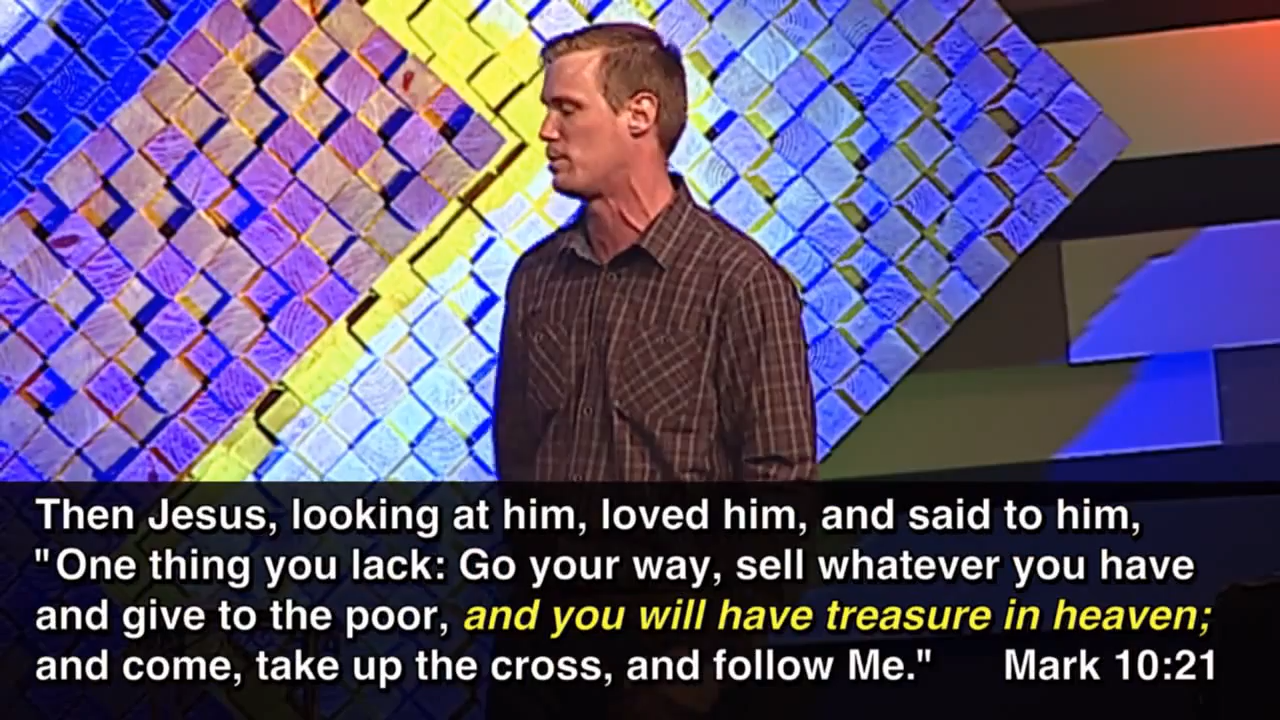 Then Jesus, looking at him, loved him, and said to him,
"One thing you lack: Go your way, sell whatever you have
and give to the poor, and you will have treasure in heaven;
and come, take up the cross, and follow Me." Mark 10:21